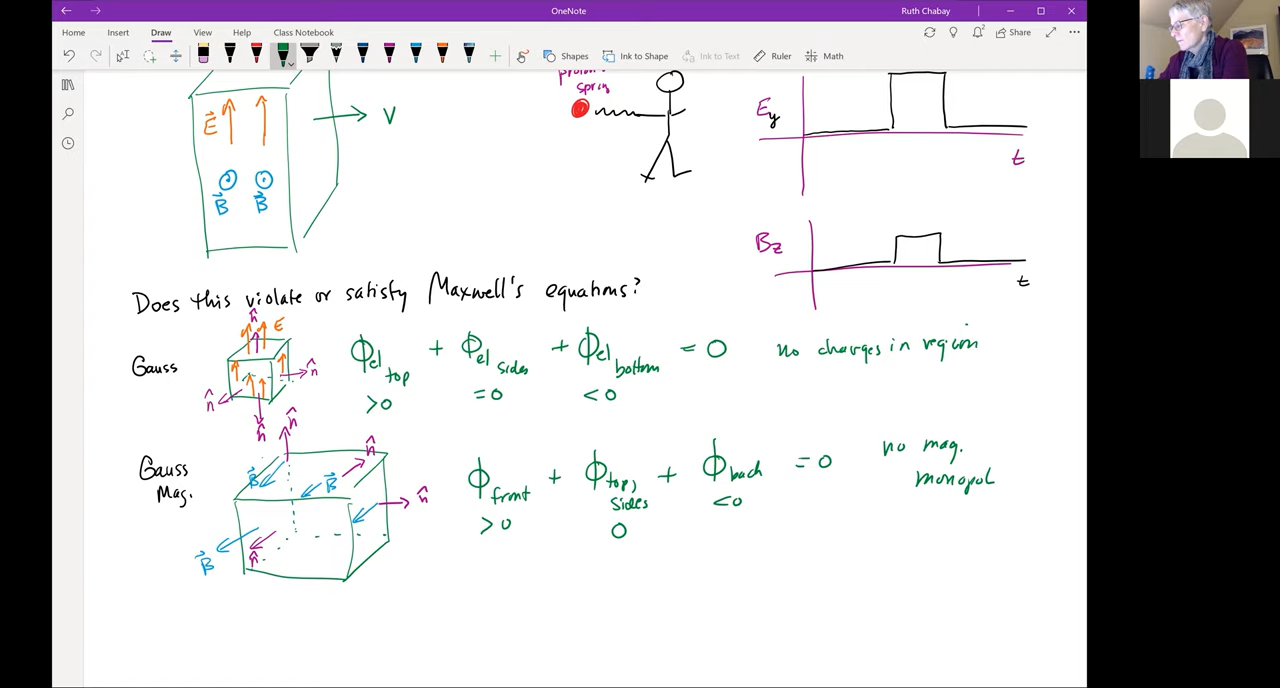 OneNote
Ruth Chabay
Home Insert Draw View Help Class Notebook
Share
Shapes Ink to Shape Ink to Text Ruler Math
E
V
B B
spring
Ey
t
Bz
t
Does this violate or satisfy Maxwell's equations?
n̂ E
Gauss
n̂
n̂
n̂
Φel top + Φel sides + Φel bottom = 0 no charges in region
>0 =0 <0
Gauss
Mag.
n̂ n̂
B B
n̂
B n̂
Φfront + Φtop, sides + Φback = 0 no mag.
monopol
>0 0 <0